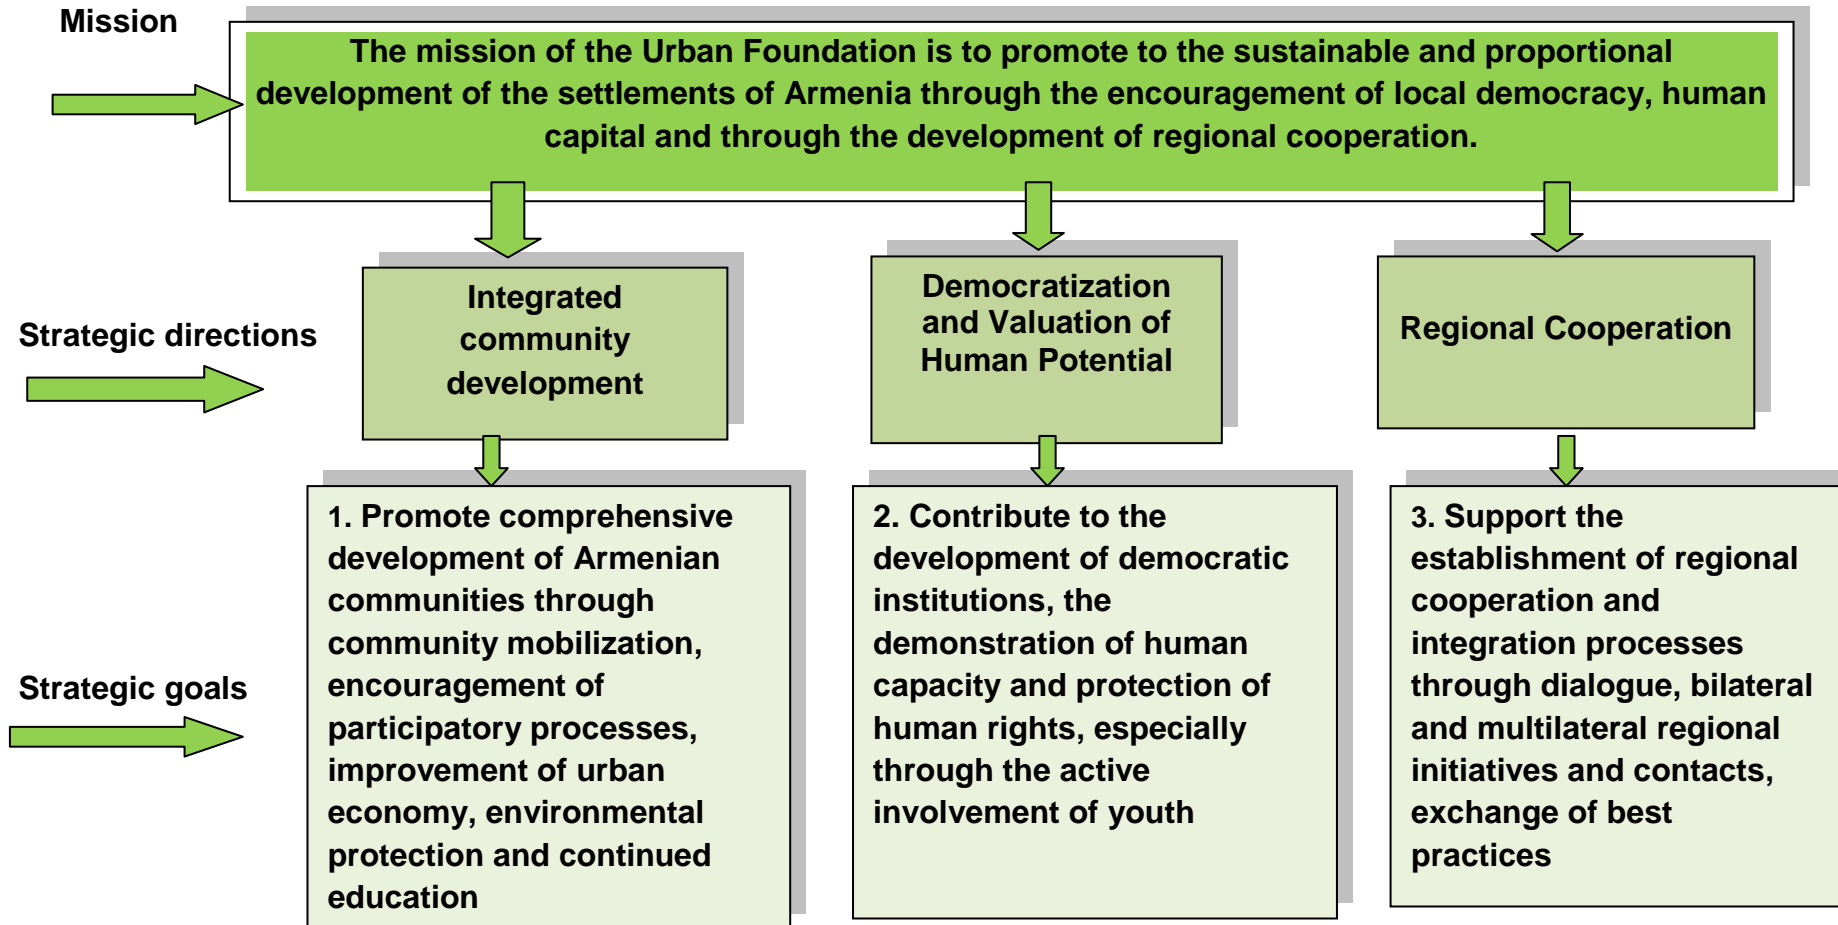 Mission
The mission of the Urban Foundation is to promote to the sustainable and proportional
development of the settlements of Armenia through the encouragement of local democracy, human
capital and through the development of regional cooperation.
Strategic directions
Integrated
community
development
Democratization
and Valuation of
Human Potential
Regional Cooperation
Strategic goals
1. Promote comprehensive
development of Armenian
communities through
community mobilization,
encouragement of
participatory processes,
improvement of urban
economy, environmental
protection and continued
education
2. Contribute to the
development of democratic
institutions, the
demonstration of human
capacity and protection of
human rights, especially
through the active
involvement of youth
3. Support the
establishment of regional
cooperation and
integration processes
through dialogue, bilateral
and multilateral regional
initiatives and contacts,
exchange of best
practices